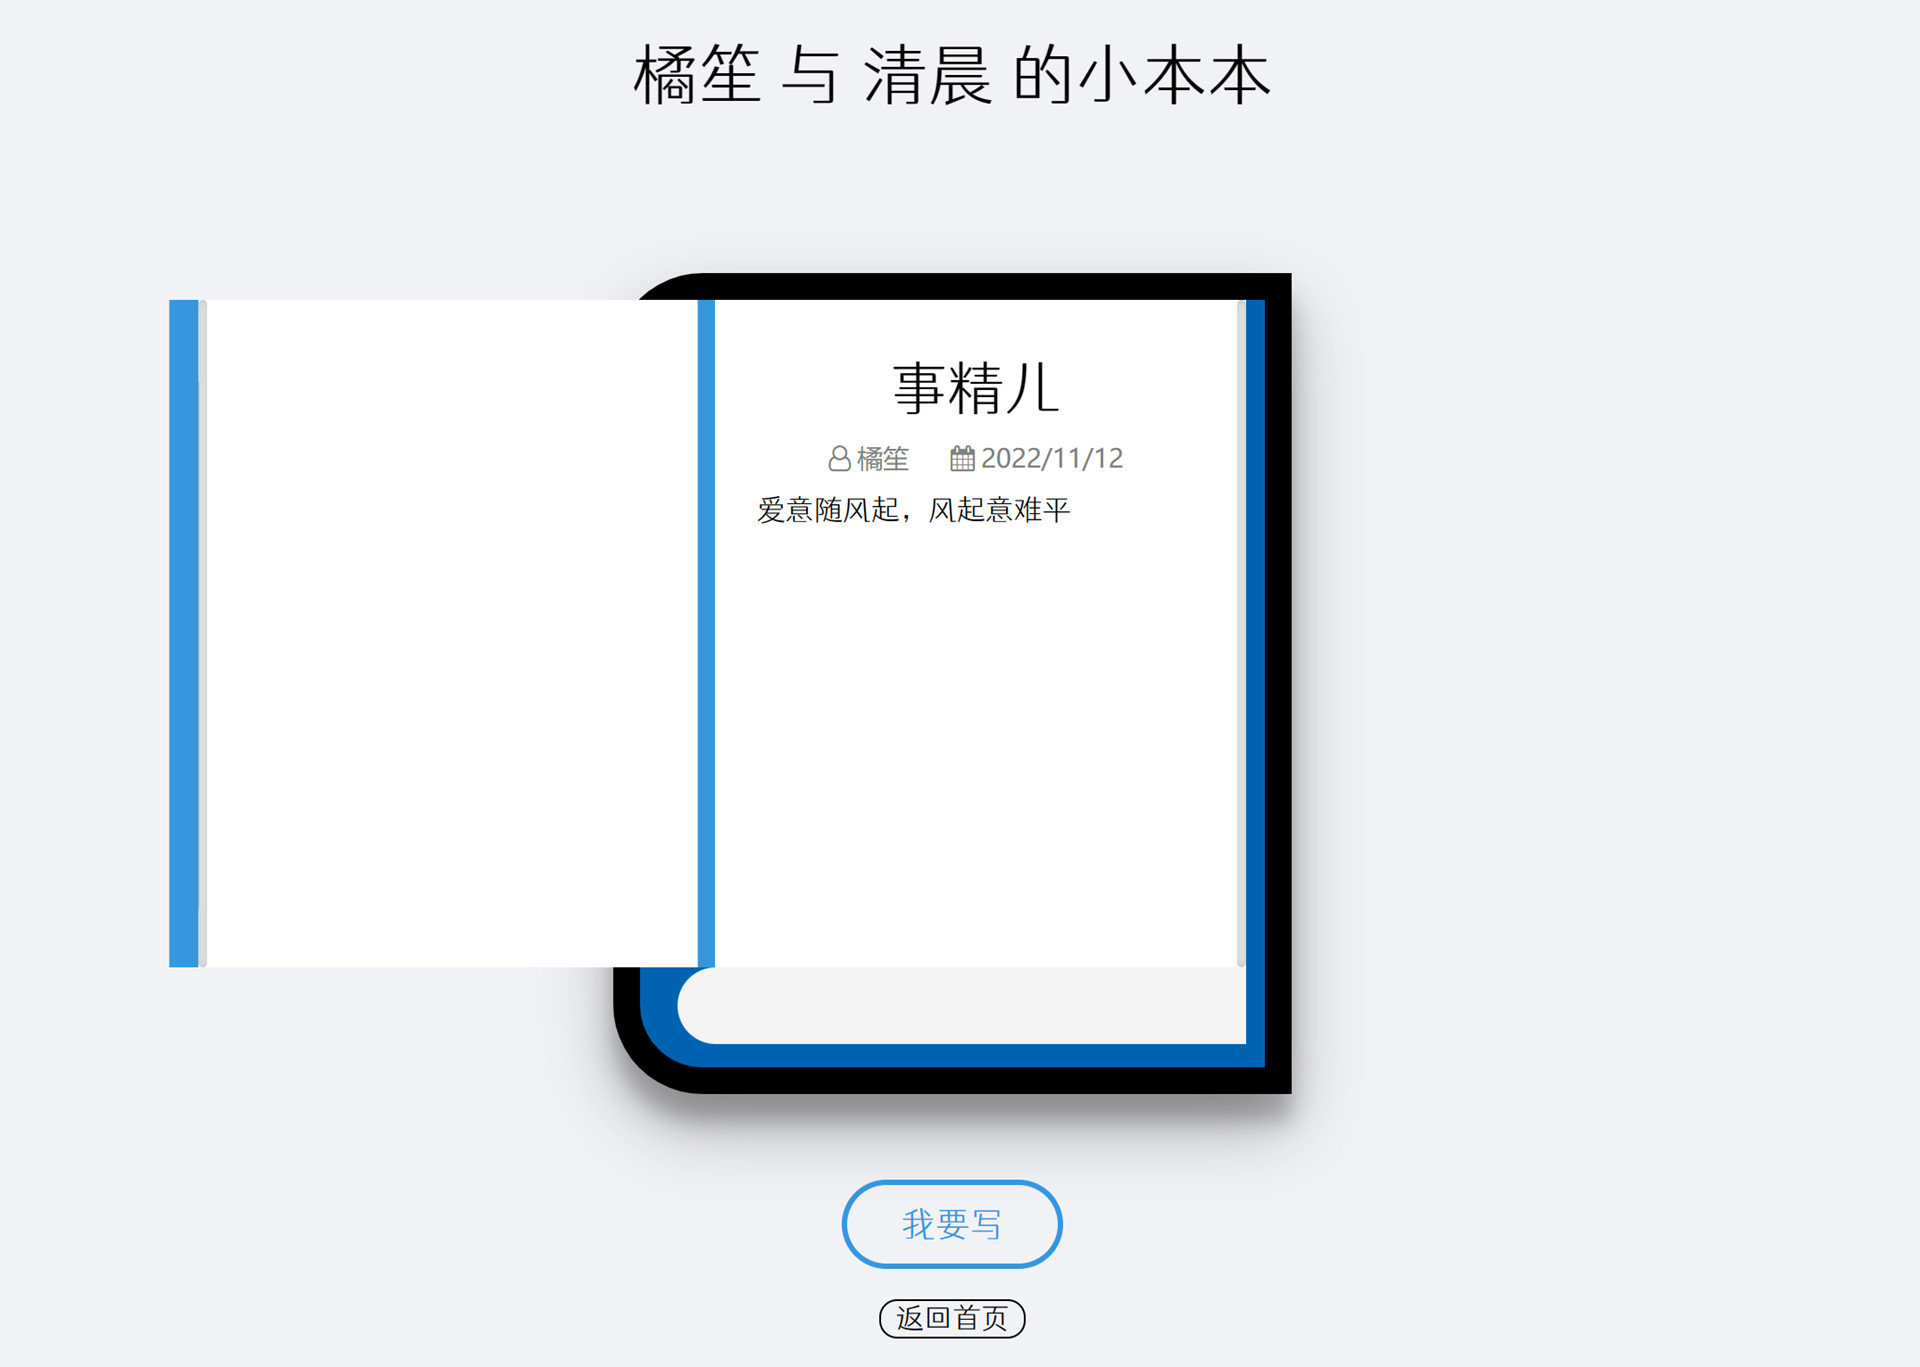 橘笙 与 清晨 的小本本
事精儿
橘笙 2022/11/12
爱意随风起，风起意难平
我要写
返回首页